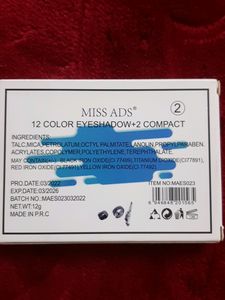 MISS ADS®
2
12 COLOR EYESHADOW+2 COMPACT
INGREDIENTS:
TALC,MICA,PETROLATUM,OCTYL PALMITATE,LANOLIN,PROPYLPARABEN,
ACRYLATES,COPOLYMER,POLYETHYLENE,TEREPHTHALATE.
MAY CONTAIN(+/-): BLACK IRON OXIDE(CI 77499),TITANIUM DIOXIDE(CI77891),
RED IRON OXIDE(CI77491),YELLOW IRON OXIDE(CI-77492)
PRO.DATE:03/2022
EXP.DATE:03/2026
BATCH NO.:MAES023032022
NET.WT:12g
MADE IN P.R.C
ITEM NO.:MAES023